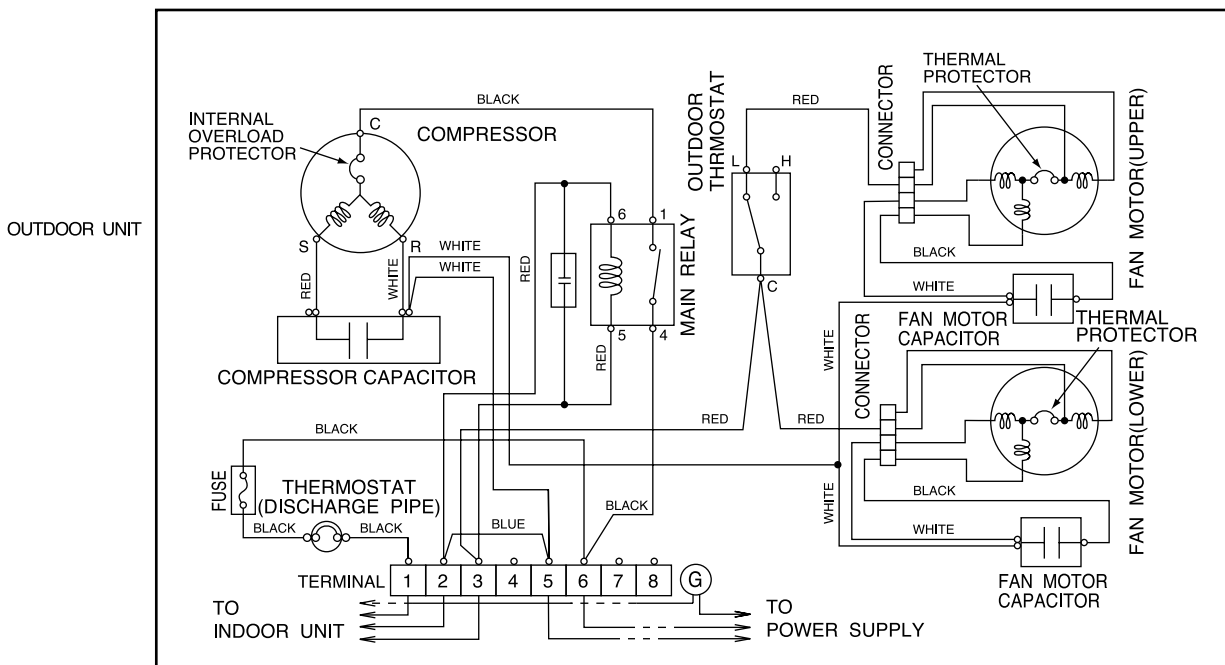 OUTDOOR UNIT
INTERNAL
OVERLOAD
PROTECTOR
C
BLACK
COMPRESSOR
S
R
RED
WHITE
WHITE
WHITE
COMPRESSOR CAPACITOR
RED
6
1
5
4
RED
MAIN RELAY
OUTDOOR
THRMOSTAT
L
H
C
RED
CONNECTOR
THERMAL
PROTECTOR
FAN MOTOR(UPPER)
BLACK
WHITE
FAN MOTOR
CAPACITOR
THERMAL
PROTECTOR
WHITE
CONNECTOR
RED
RED
FAN MOTOR(LOWER)
BLACK
WHITE
WHITE
FAN MOTOR
CAPACITOR
BLACK
FUSE
THERMOSTAT
(DISCHARGE PIPE)
BLACK
BLACK
BLUE
BLACK
TERMINAL
1
2
3
4
5
6
7
8
G
TO
INDOOR UNIT
TO
POWER SUPPLY